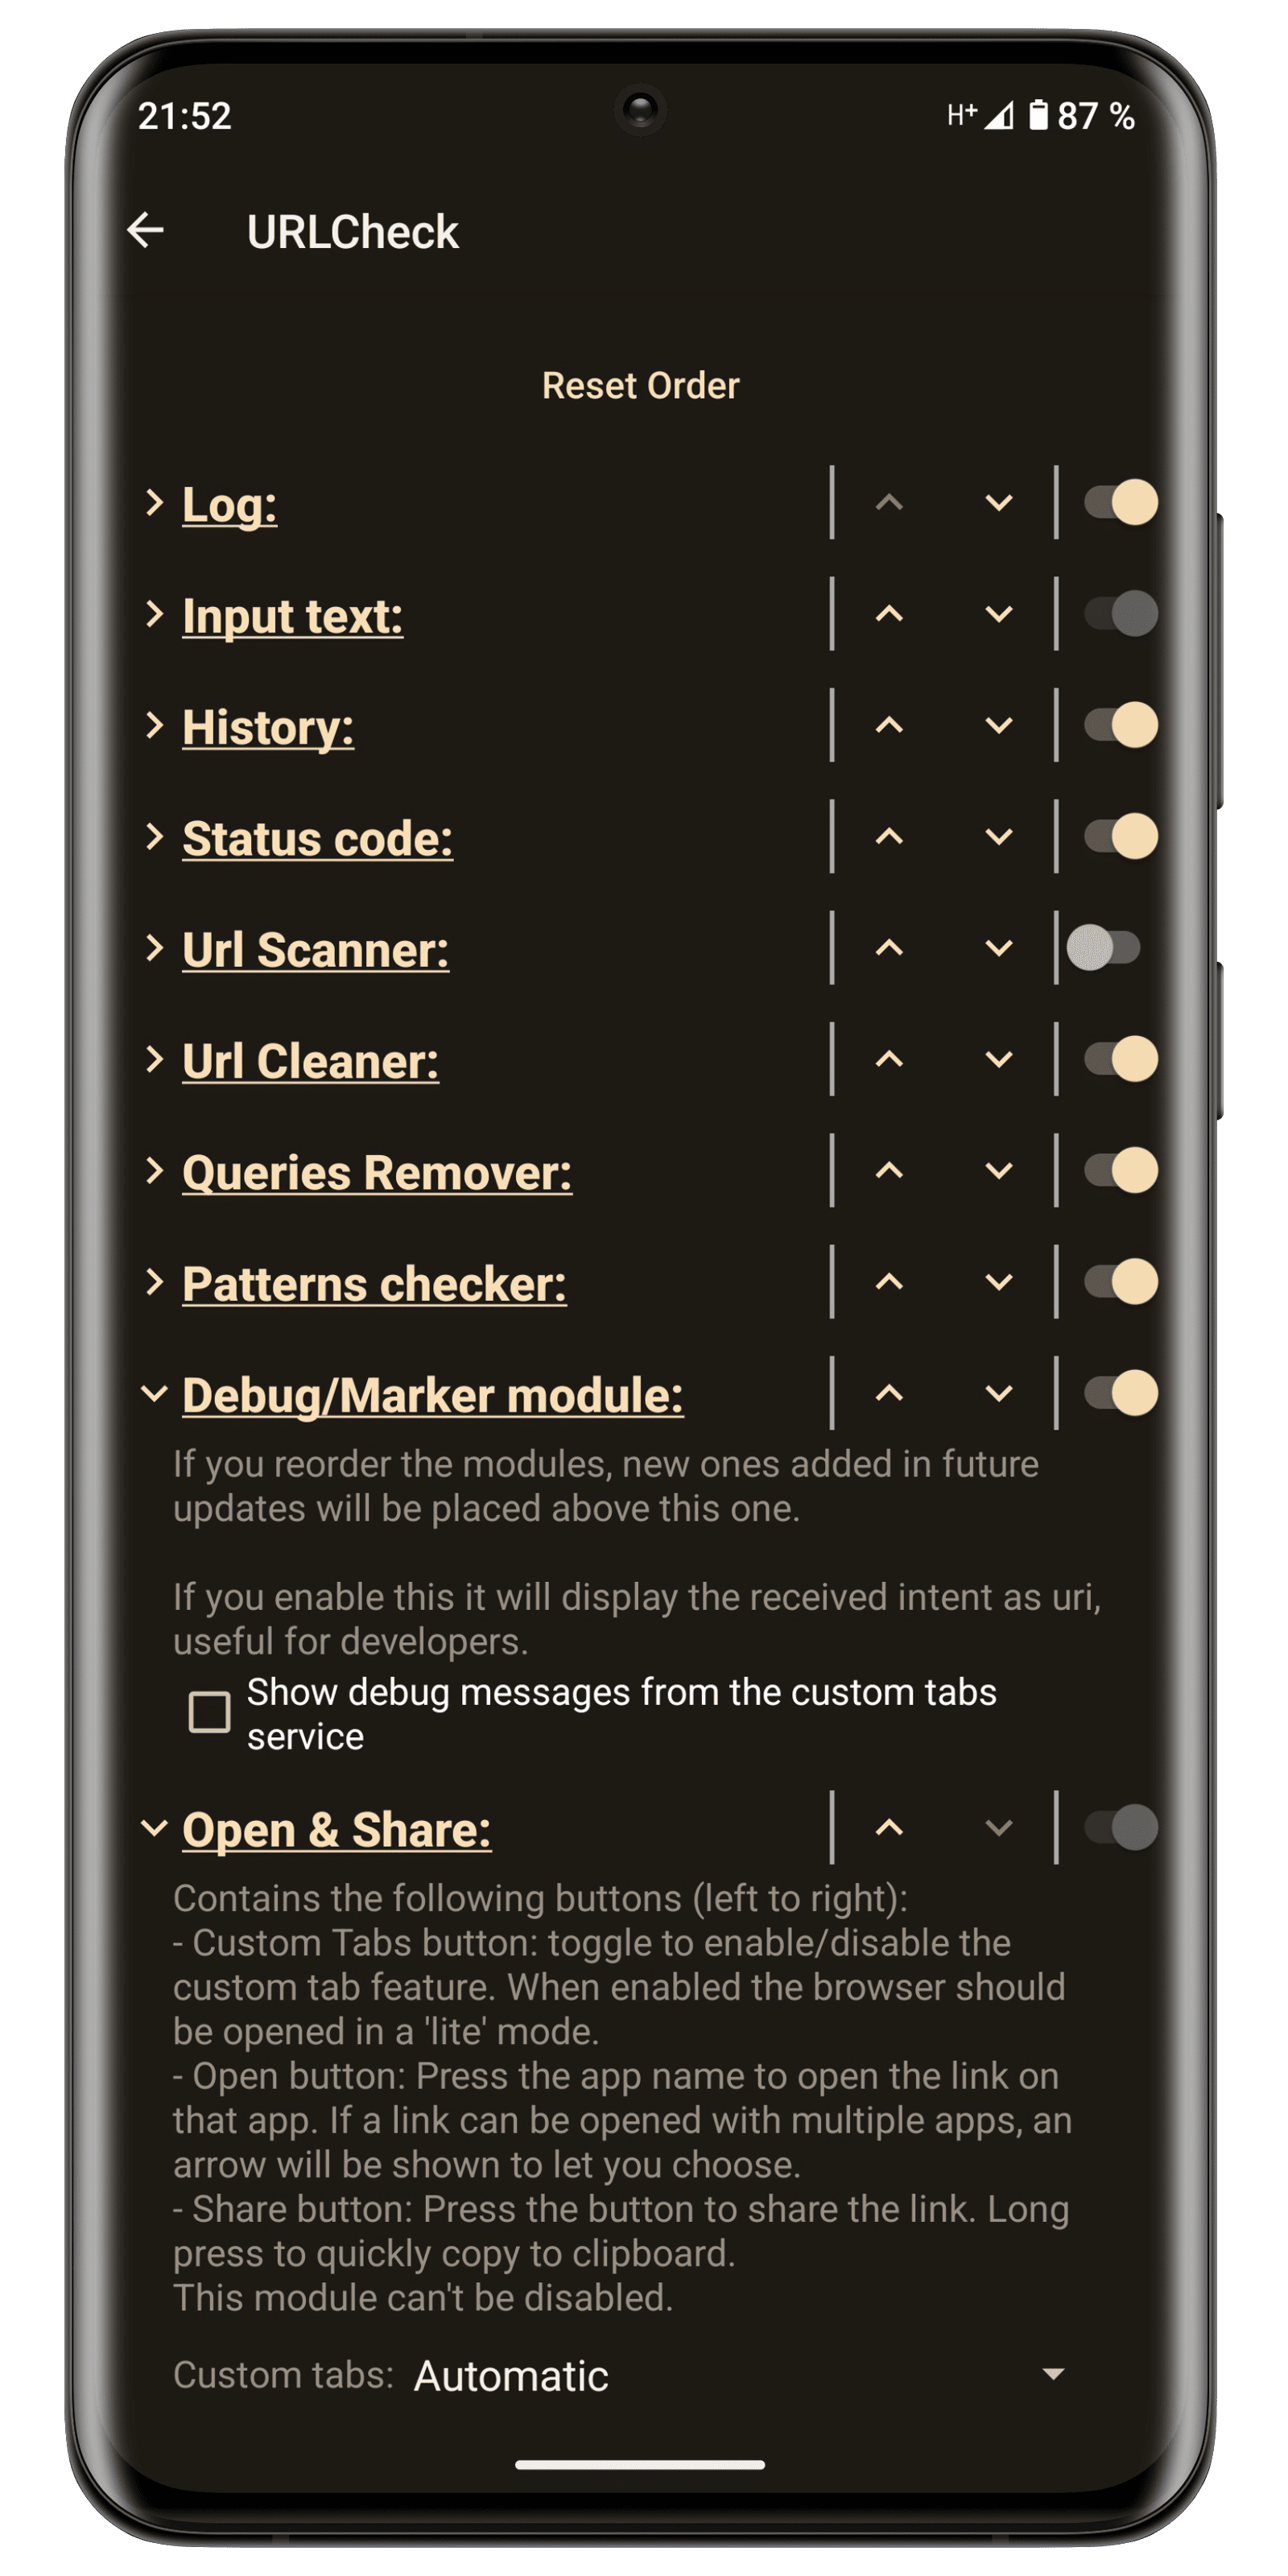 21:52 H+ 87 %
URLCheck
Reset Order
Log:
Input text:
History:
Status code:
Url Scanner:
Url Cleaner:
Queries Remover:
Patterns checker:
Debug/Marker module:
If you reorder the modules, new ones added in future
updates will be placed above this one.
If you enable this it will display the received intent as uri,
useful for developers.
Show debug messages from the custom tabs
service
Open & Share:
Contains the following buttons (left to right):
- Custom Tabs button: toggle to enable/disable the
custom tab feature. When enabled the browser should
be opened in a 'lite' mode.
- Open button: Press the app name to open the link on
that app. If a link can be opened with multiple apps, an
arrow will be shown to let you choose.
- Share button: Press the button to share the link. Long
press to quickly copy to clipboard.
This module can't be disabled.
Custom tabs: Automatic